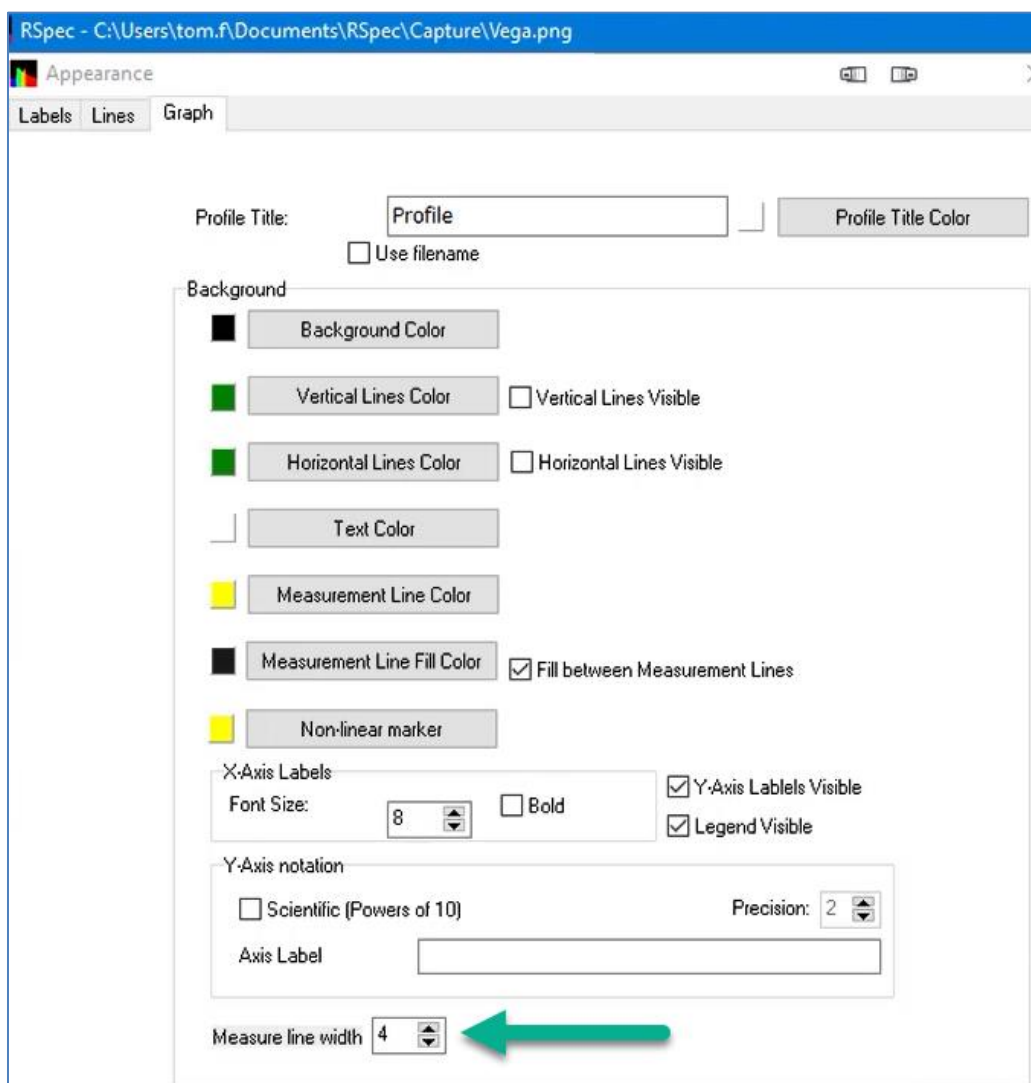 RSpec - C:\Users\tom.f\Documents\RSpec\Capture\Vega.png
Appearance
Labels Lines Graph
Profile Title: Profile Profile Title Color
Use filename
Background
Background Color
Vertical Lines Color Vertical Lines Visible
Horizontal Lines Color Horizontal Lines Visible
Text Color
Measurement Line Color
Measurement Line Fill Color Fill between Measurement Lines
Non-linear marker
X-Axis Labels
Y-Axis Lablels Visible
Font Size: 8 Bold
Legend Visible
Y-Axis notation
Scientific (Powers of 10) Precision: 2
Axis Label
Measure line width 4